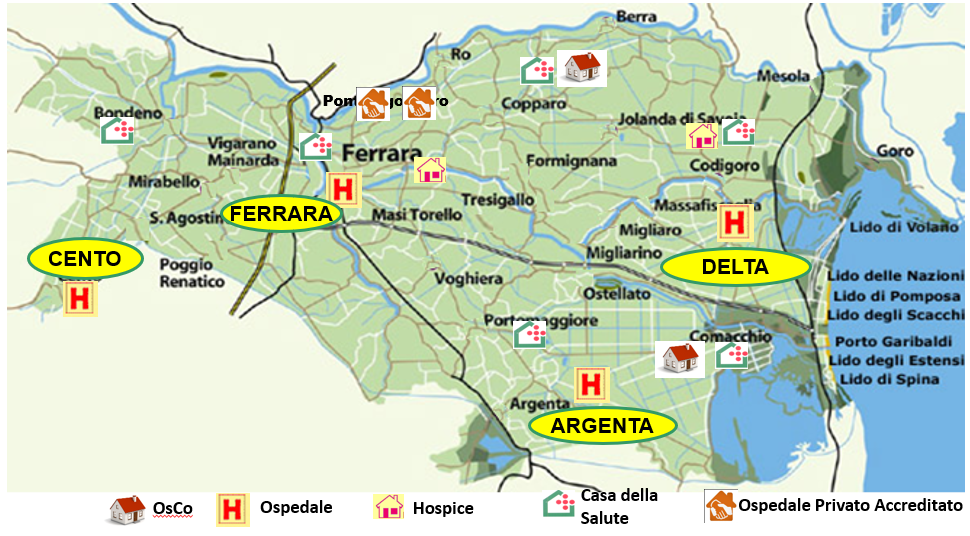 Berra
Ro
Mesola
Bondeno
Copparo
Jolanda di Savoia
Vigarano
Mainarda
Ferrara
Goro
Formignana
Codigoro
Mirabello
Tresigallo
Massafiscaglia
S. Agostin
FERRARA
Masi Torello
Migliaro
Lido di Volano
Migliarino
CENTO
DELTA
Poggio
Renatico
Voghiera
Lido delle Nazioni
Ostellato
Lido di Pomposa
Lido degli Scacchi
Portomaggiore
Comacchio
Porto Garibaldi
Lido degli Estensi
Lido di Spina
H
H
H
H
Argenta
ARGENTA
OsCo
H
Ospedale
Hospice
Casa della
Salute
Ospedale Privato Accreditato